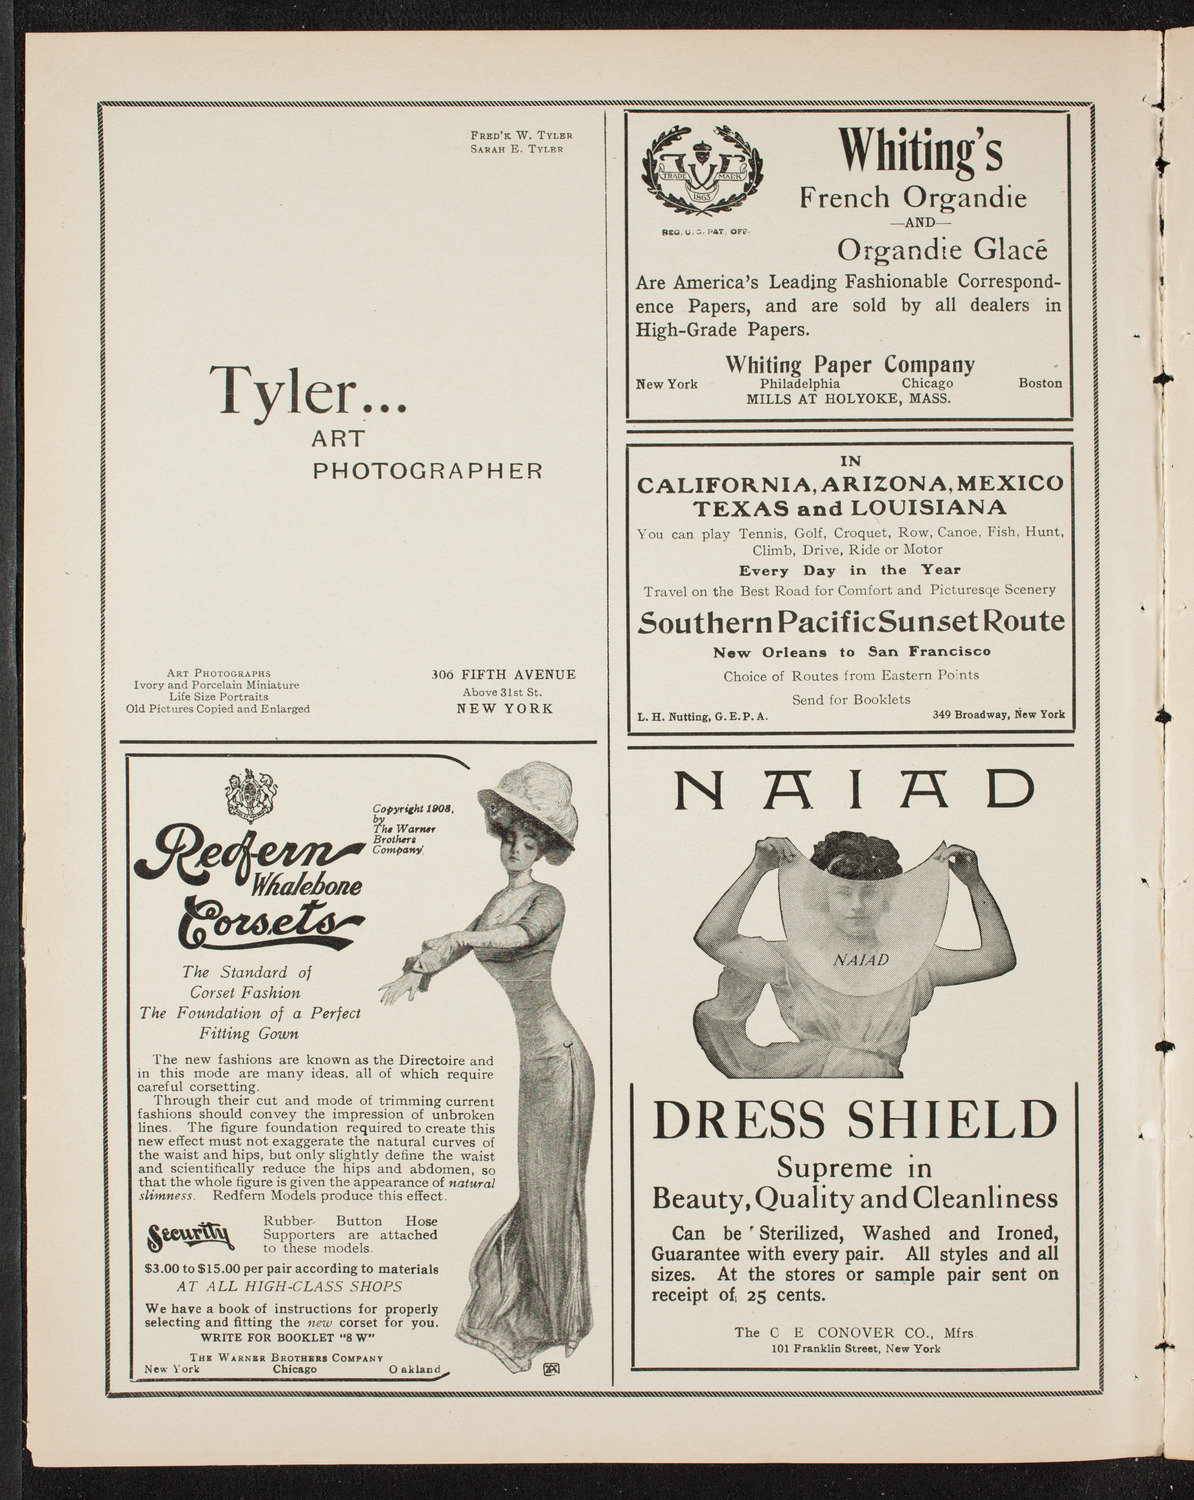 FRED'K W. TYLER
SARAH E. TYLER
Tyler...
ART
PHOTOGRAPHER
ART PHOTOGRAPHS
Ivory and Porcelain Miniature
Life Size Portraits
Old Pictures Copied and Enlarged
306 FIFTH AVENUE
Above 31st St.
NEW YORK
Copyright 1908,
by
The Warner
Brothers
Company
Redfern
Whalebone
Corsets
The Standard of
Corset Fashion
The Foundation of a Perfect
Fitting Gown
The new fashions are known as the Directoire and
in this mode are many ideas, all of which require
careful corsetting.
Through their cut and mode of trimming current
fashions should convey the impression of unbroken
lines. The figure foundation required to create this
new effect must not exaggerate the natural curves of
the waist and hips, but only slightly define the waist
and scientifically reduce the hips and abdomen, so
that the whole figure is given the appearance of natural
slimness. Redfern Models produce this effect.
Security
Rubber Button Hose
Supporters are attached
to these models.
$3.00 to $15.00 per pair according to materials
AT ALL HIGH-CLASS SHOPS
We have a book of instructions for properly
selecting and fitting the new corset for you.
WRITE FOR BOOKLET "8 W"
THE WARNER BROTHERS COMPANY
New York Chicago Oakland
TRADE MARK
1865
REG. U. S. PAT. OFF.
Whiting's
French Organdie
—AND—
Organdie Glacé
Are America's Leading Fashionable Correspond-
ence Papers, and are sold by all dealers in
High-Grade Papers.
Whiting Paper Company
New York Philadelphia Chicago Boston
MILLS AT HOLYOKE, MASS.
IN
CALIFORNIA, ARIZONA, MEXICO
TEXAS and LOUISIANA
You can play Tennis, Golf, Croquet, Row, Canoe, Fish, Hunt,
Climb, Drive, Ride or Motor
Every Day in the Year
Travel on the Best Road for Comfort and Picturesqe Scenery
Southern Pacific Sunset Route
New Orleans to San Francisco
Choice of Routes from Eastern Points
Send for Booklets
L. H. Nutting, G. E. P. A. 349 Broadway, New York
NAIAD
NAIAD
DRESS SHIELD
Supreme in
Beauty, Quality and Cleanliness
Can be Sterilized, Washed and Ironed,
Guarantee with every pair. All styles and all
sizes. At the stores or sample pair sent on
receipt of 25 cents.
The C E CONOVER CO., Mfrs.
101 Franklin Street, New York